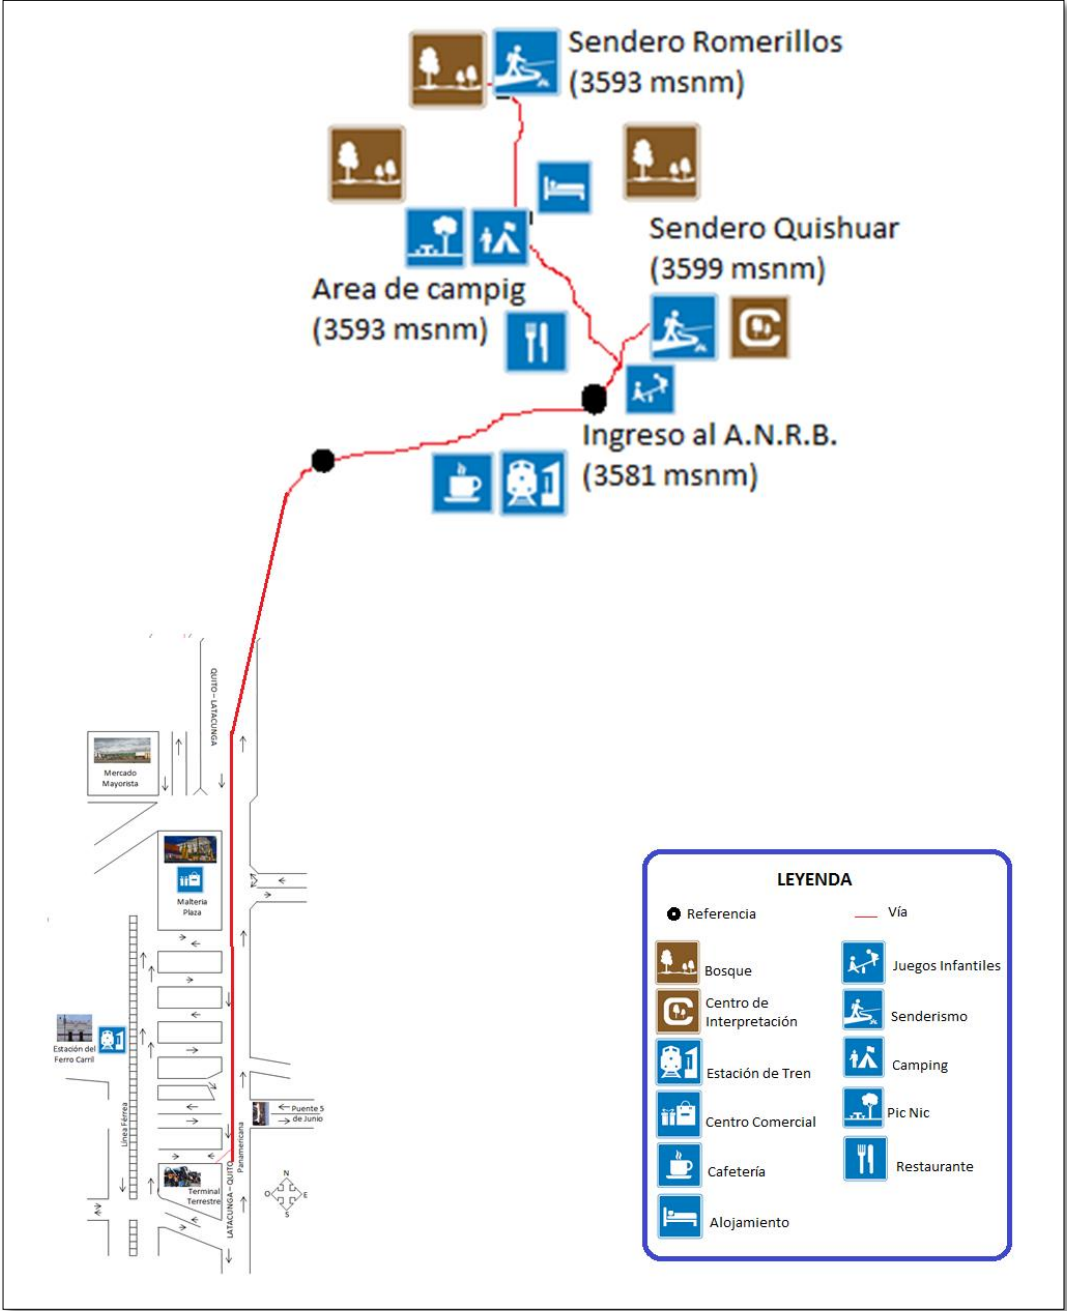 Sendero Romerillos
(3593 msnm)
Sendero Quishuar
(3599 msnm)
Area de campig
(3593 msnm)
Ingreso al A.N.R.B.
(3581 msnm)
QUITO – LATACUNGA
Mercado
Mayorista
Malteria
Plaza
Estación del
Ferro Carril
Línea Férrea
Puente 5
de Junio
Panamericana
LATACUNGA – QUITO
Terminal
Terrestre
N
O
E
S
LEYENDA
Referencia
Vía
Bosque
Juegos Infantiles
Centro de
Interpretación
Senderismo
Estación de Tren
Camping
Centro Comercial
Pic Nic
Cafetería
Restaurante
Alojamiento